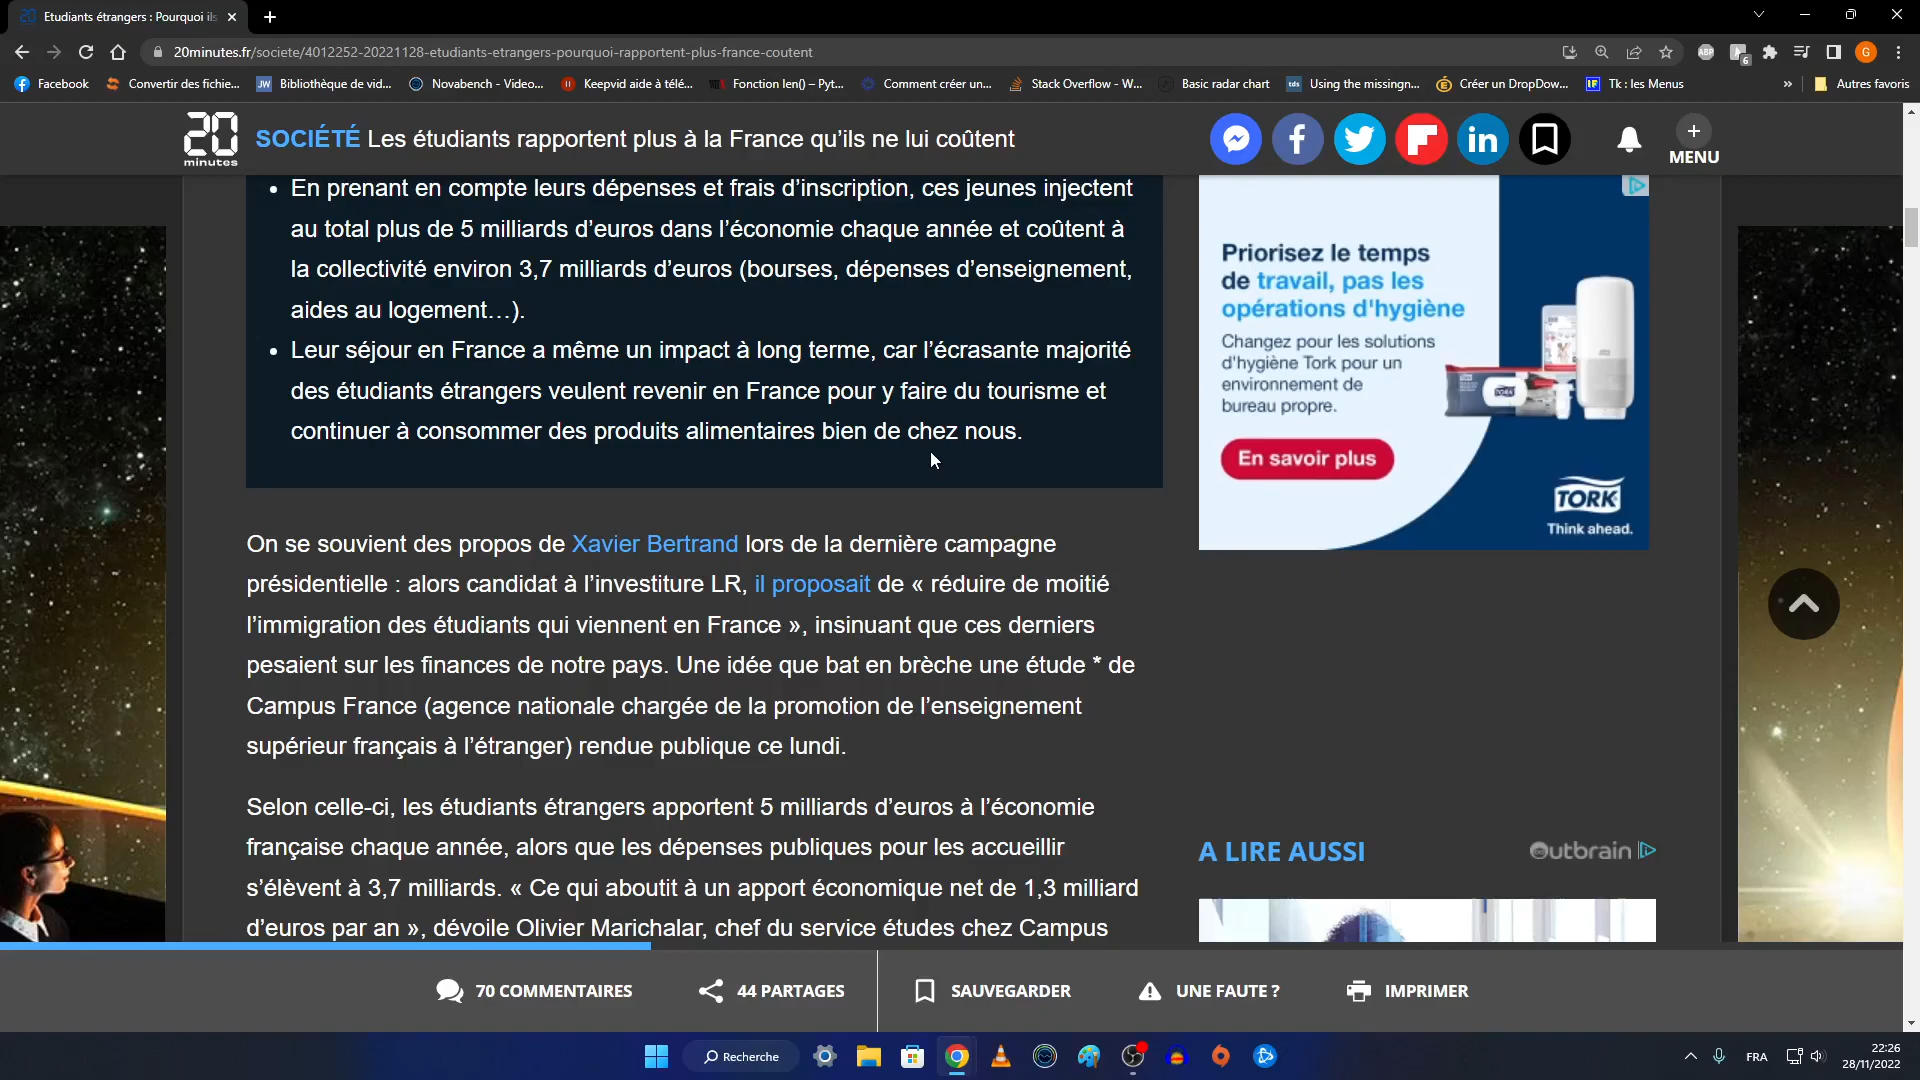 Etudiants étrangers : Pourquoi ils
20minutes.fr/societe/4012252-20221128-etudiants-etrangers-pourquoi-rapportent-plus-france-coutent
Facebook
Convertir des fichie...
Bibliothèque de vid...
Novabench - Video...
Keepvid aide à télé...
Fonction len() – Pyt...
Comment créer un...
Stack Overflow - W...
Basic radar chart
Using the missingn...
Créer un DropDow...
Tk : les Menus
»
Autres favoris
20 minutes
SOCIÉTÉ Les étudiants rapportent plus à la France qu’ils ne lui coûtent
MENU
• En prenant en compte leurs dépenses et frais d’inscription, ces jeunes injectent
au total plus de 5 milliards d’euros dans l’économie chaque année et coûtent à
la collectivité environ 3,7 milliards d’euros (bourses, dépenses d’enseignement,
aides au logement…).
• Leur séjour en France a même un impact à long terme, car l’écrasante majorité
des étudiants étrangers veulent revenir en France pour y faire du tourisme et
continuer à consommer des produits alimentaires bien de chez nous.
On se souvient des propos de Xavier Bertrand lors de la dernière campagne
présidentielle : alors candidat à l’investiture LR, il proposait de « réduire de moitié
l’immigration des étudiants qui viennent en France », insinuant que ces derniers
pesaient sur les finances de notre pays. Une idée que bat en brèche une étude * de
Campus France (agence nationale chargée de la promotion de l’enseignement
supérieur français à l’étranger) rendue publique ce lundi.
Selon celle-ci, les étudiants étrangers apportent 5 milliards d’euros à l’économie
française chaque année, alors que les dépenses publiques pour les accueillir
s’élèvent à 3,7 milliards. « Ce qui aboutit à un apport économique net de 1,3 milliard
d’euros par an », dévoile Olivier Marichalar, chef du service études chez Campus
Priorisez le temps
de travail, pas les
opérations d'hygiène
Changez pour les solutions
d'hygiène Tork pour un
environnement de
bureau propre.
En savoir plus
TORK
Think ahead.
A LIRE AUSSI
Outbrain
70 COMMENTAIRES
44 PARTAGES
SAUVEGARDER
UNE FAUTE ?
IMPRIMER
Recherche
FRA
22:26
28/11/2022